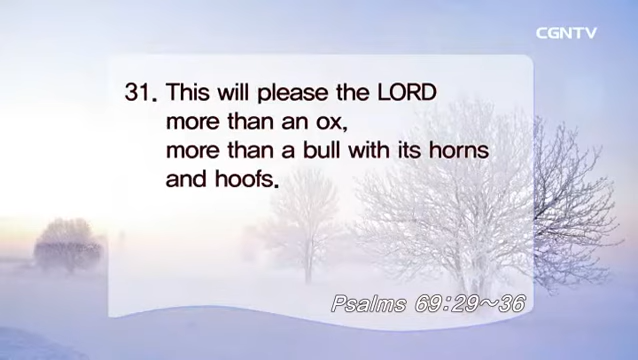 CGNTV
31. This will please the LORD
more than an ox,
more than a bull with its horns
and hoofs.
Psalms 69:29~36